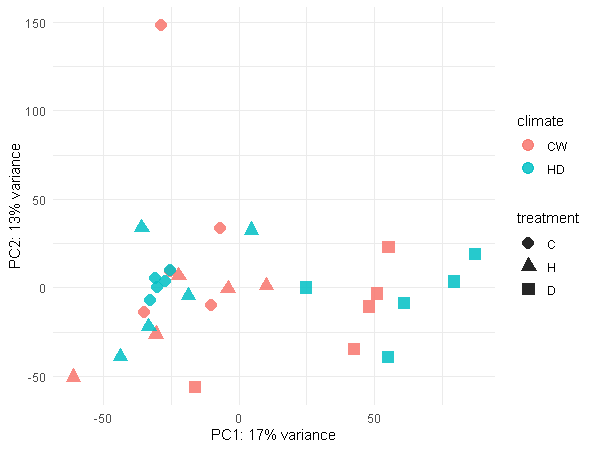 150
100
50
0
-50
PC2: 13% variance
-50
0
50
PC1: 17% variance
climate
CW
HD
treatment
C
H
D